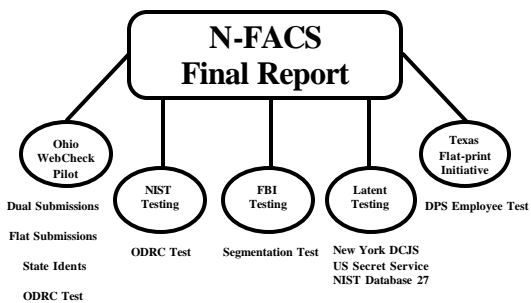 N-FACS
Final Report
Ohio
WebCheck
Pilot
Dual Submissions
Flat Submissions
State Idents
ODRC Test
NIST
Testing
ODRC Test
FBI
Testing
Segmentation Test
Latent
Testing
New York DCJS
US Secret Service
NIST Database 27
Texas
Flat-print
Initiative
DPS Employee Test